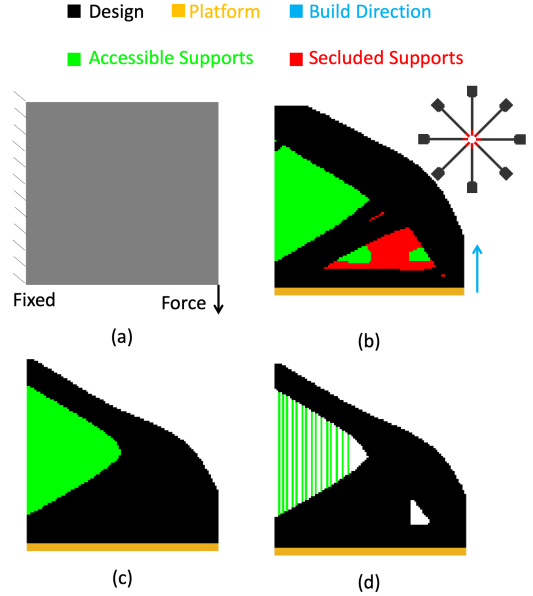 Design Platform Build Direction
Accessible Supports Secluded Supports
Fixed Force
(a)
(b)
(c)
(d)